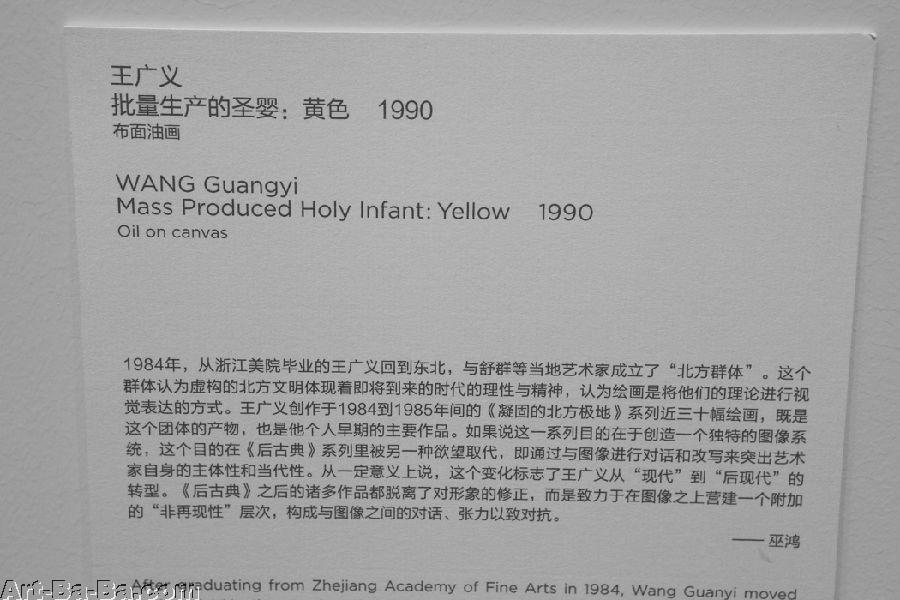 王广义
批量生产的圣婴：黄色 1990
布面油画
WANG Guangyi
Mass Produced Holy Infant: Yellow 1990
Oil on canvas
1984年，从浙江美院毕业的王广义回到东北，与舒群等当地艺术家成立了“北方群体”。这个
群体认为虚构的北方文明体现着即将到来的时代的理性与精神，认为绘画是将他们的理论进行视
觉表达的方式。王广义创作于1984到1985年间的《凝固的北方极地》系列近三十幅绘画，既是
这个团体的产物，也是他个人早期的主要作品。如果说这一系列目的在于创造一个独特的图像系
统，这个目的在《后古典》系列里被另一种欲望取代，即通过与图像进行对话和改写来突出艺术
家自身的主体性和当代性。从一定意义上说，这个变化标志了王广义从“现代”到“后现代”的
转型。《后古典》之后的诸多作品都脱离了对形象的修正，而是致力于在图像之上营建一个附加
的“非再现性”层次，构成与图像之间的对话、张力以致对抗。
——巫鸿
After graduating from Zhejiang Academy of Fine Arts in 1984, Wang Guanyi moved
Art-Ba-Ba.com